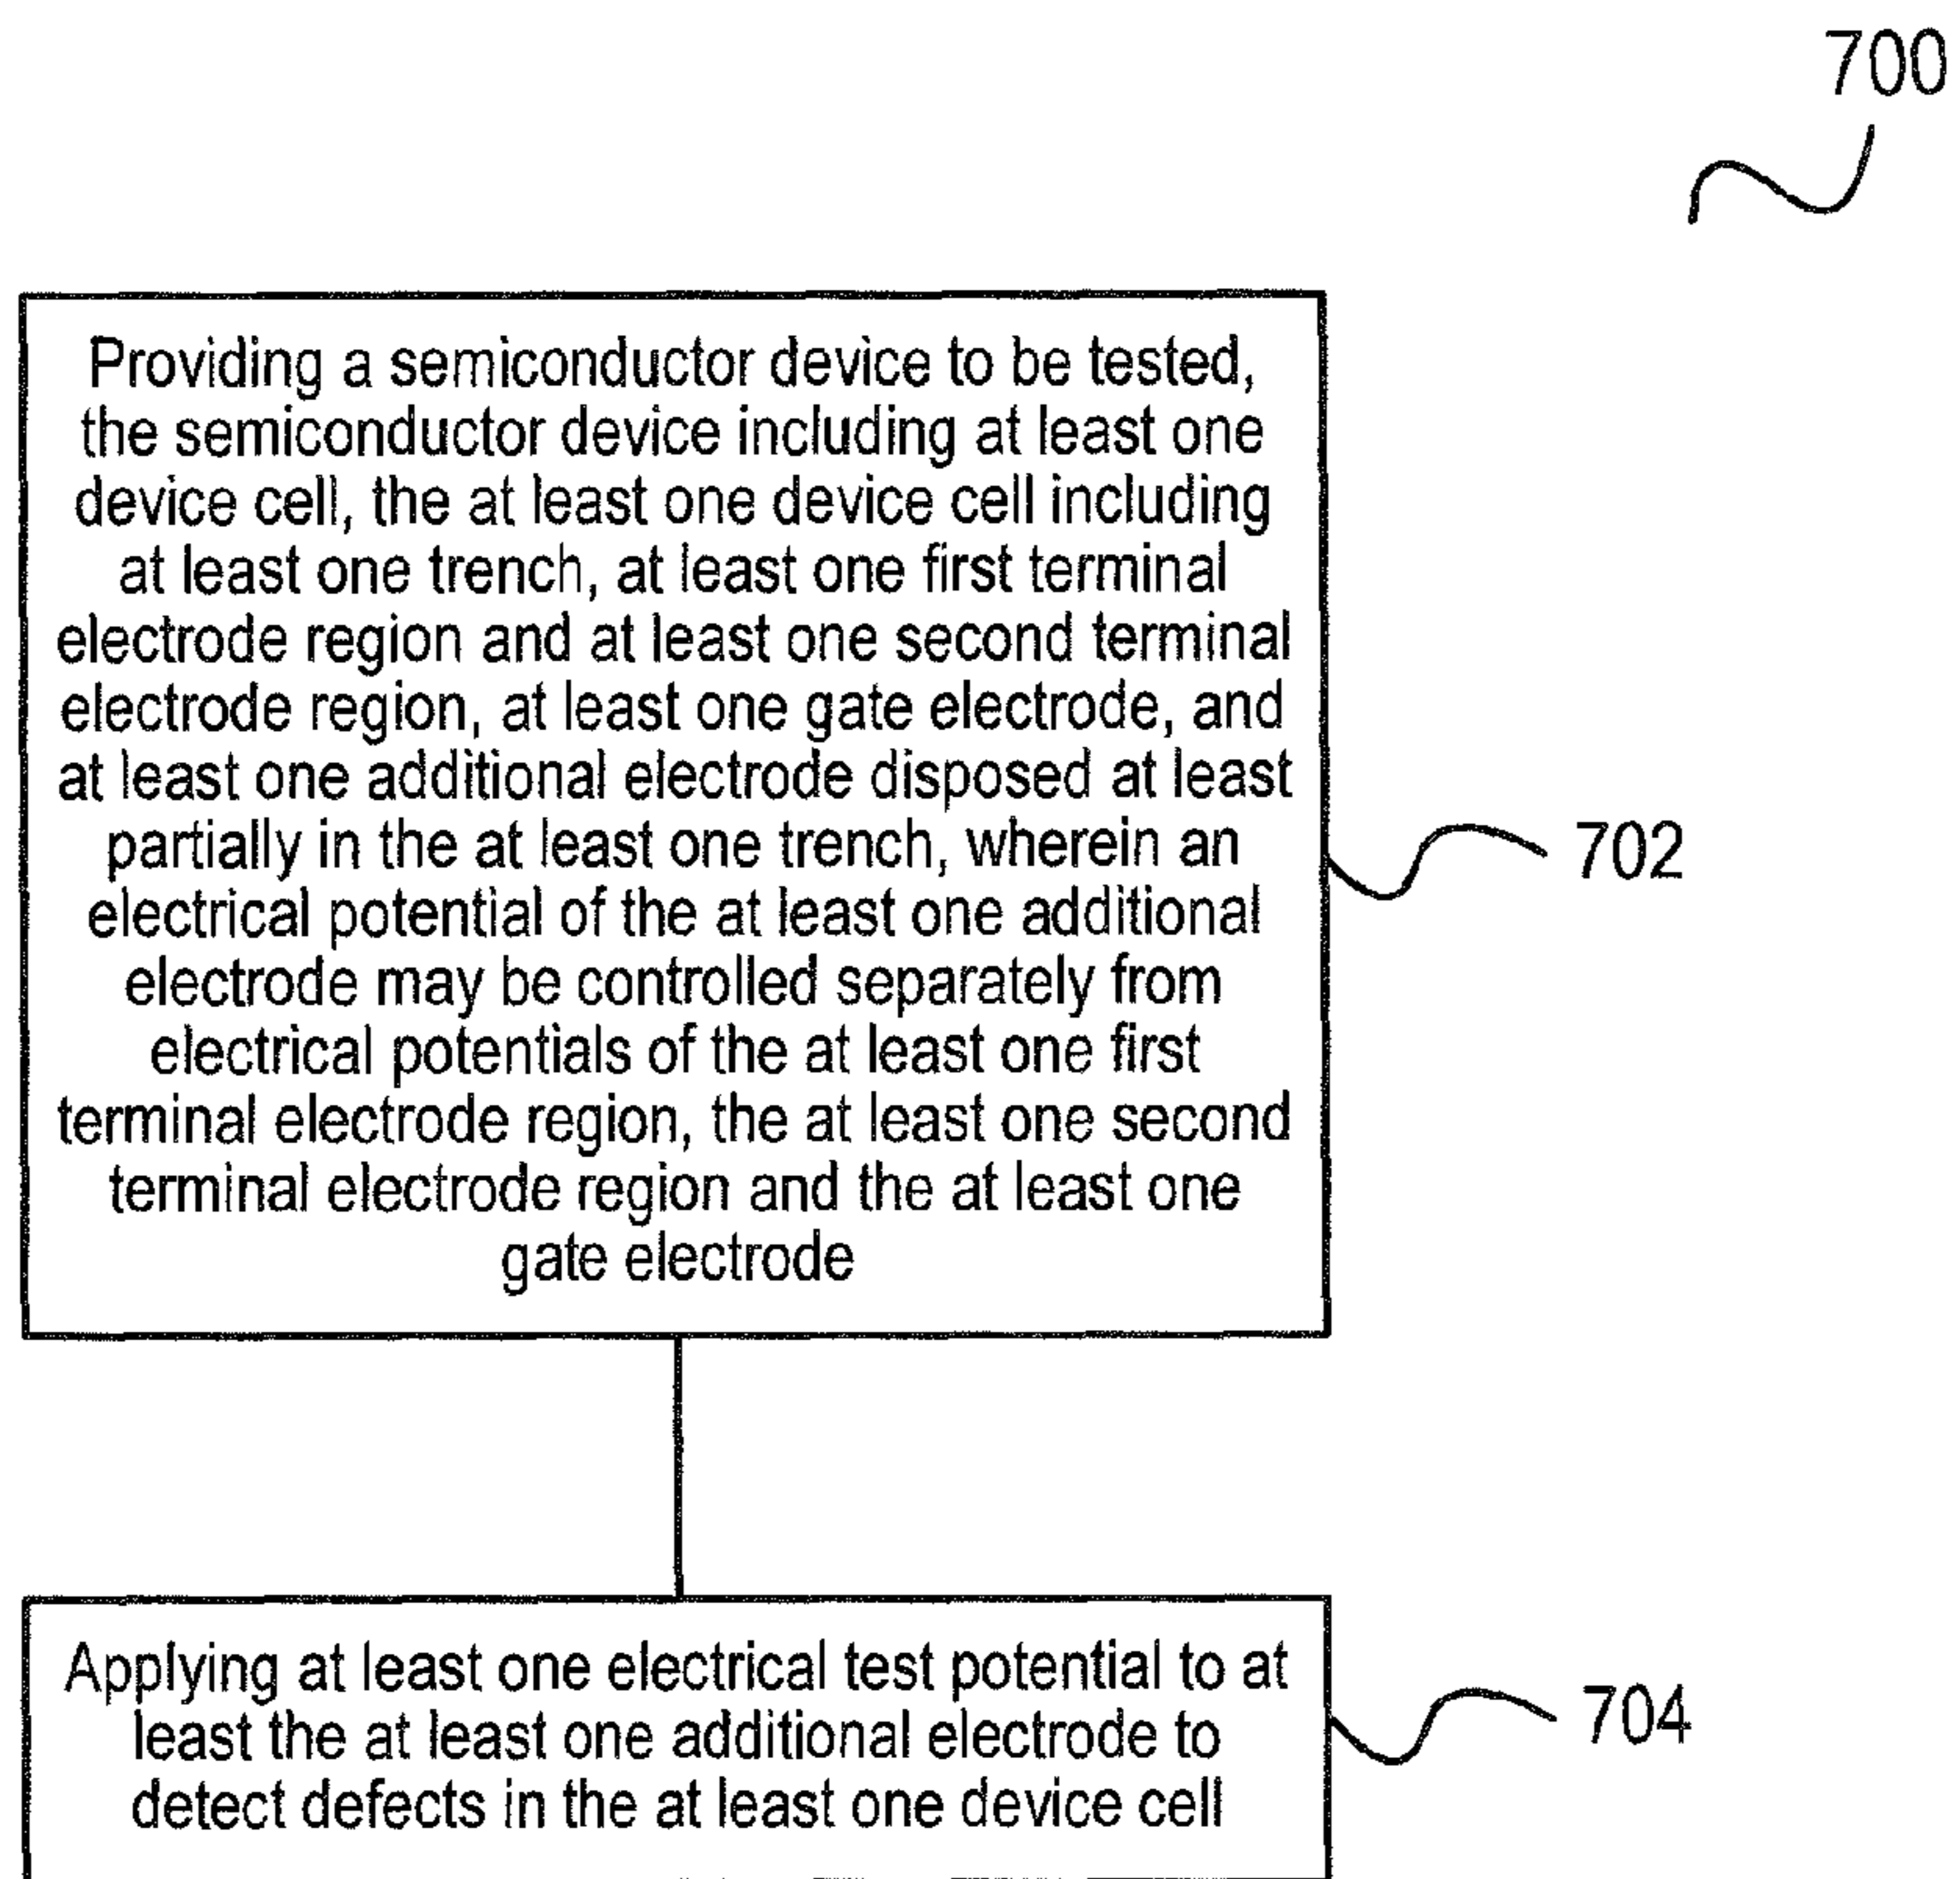 700
Providing a semiconductor device to be tested,
the semiconductor device including at least one
device cell, the at least one device cell including
at least one trench, at least one first terminal
electrode region and at least one second terminal
electrode region, at least one gate electrode, and
at least one additional electrode disposed at least
partially in the at least one trench, wherein an
electrical potential of the at least one additional
electrode may be controlled separately from
electrical potentials of the at least one first
terminal electrode region, the at least one second
terminal electrode region and the at least one
gate electrode
702
Applying at least one electrical test potential to at
least the at least one additional electrode to
detect defects in the at least one device cell
704